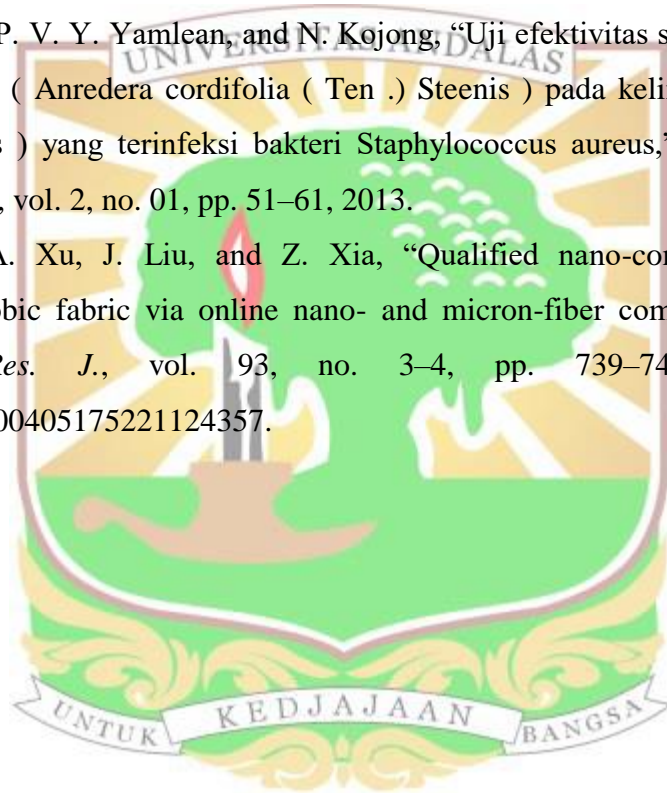 P. V. Y. Yamlean, and N. Kojong, “Uji efektivitas s
UNIVERSITAS ANDALAS
( Anredera cordifolia ( Ten .) Steenis ) pada keli
s ) yang terinfeksi bakteri Staphylococcus aureus,”
, vol. 2, no. 01, pp. 51–61, 2013.
A. Xu, J. Liu, and Z. Xia, “Qualified nano-con
obic fabric via online nano- and micron-fiber com
Res. J., vol. 93, no. 3–4, pp. 739–74
00405175221124357.
UNTUK KEDJAJAAN BANGSA